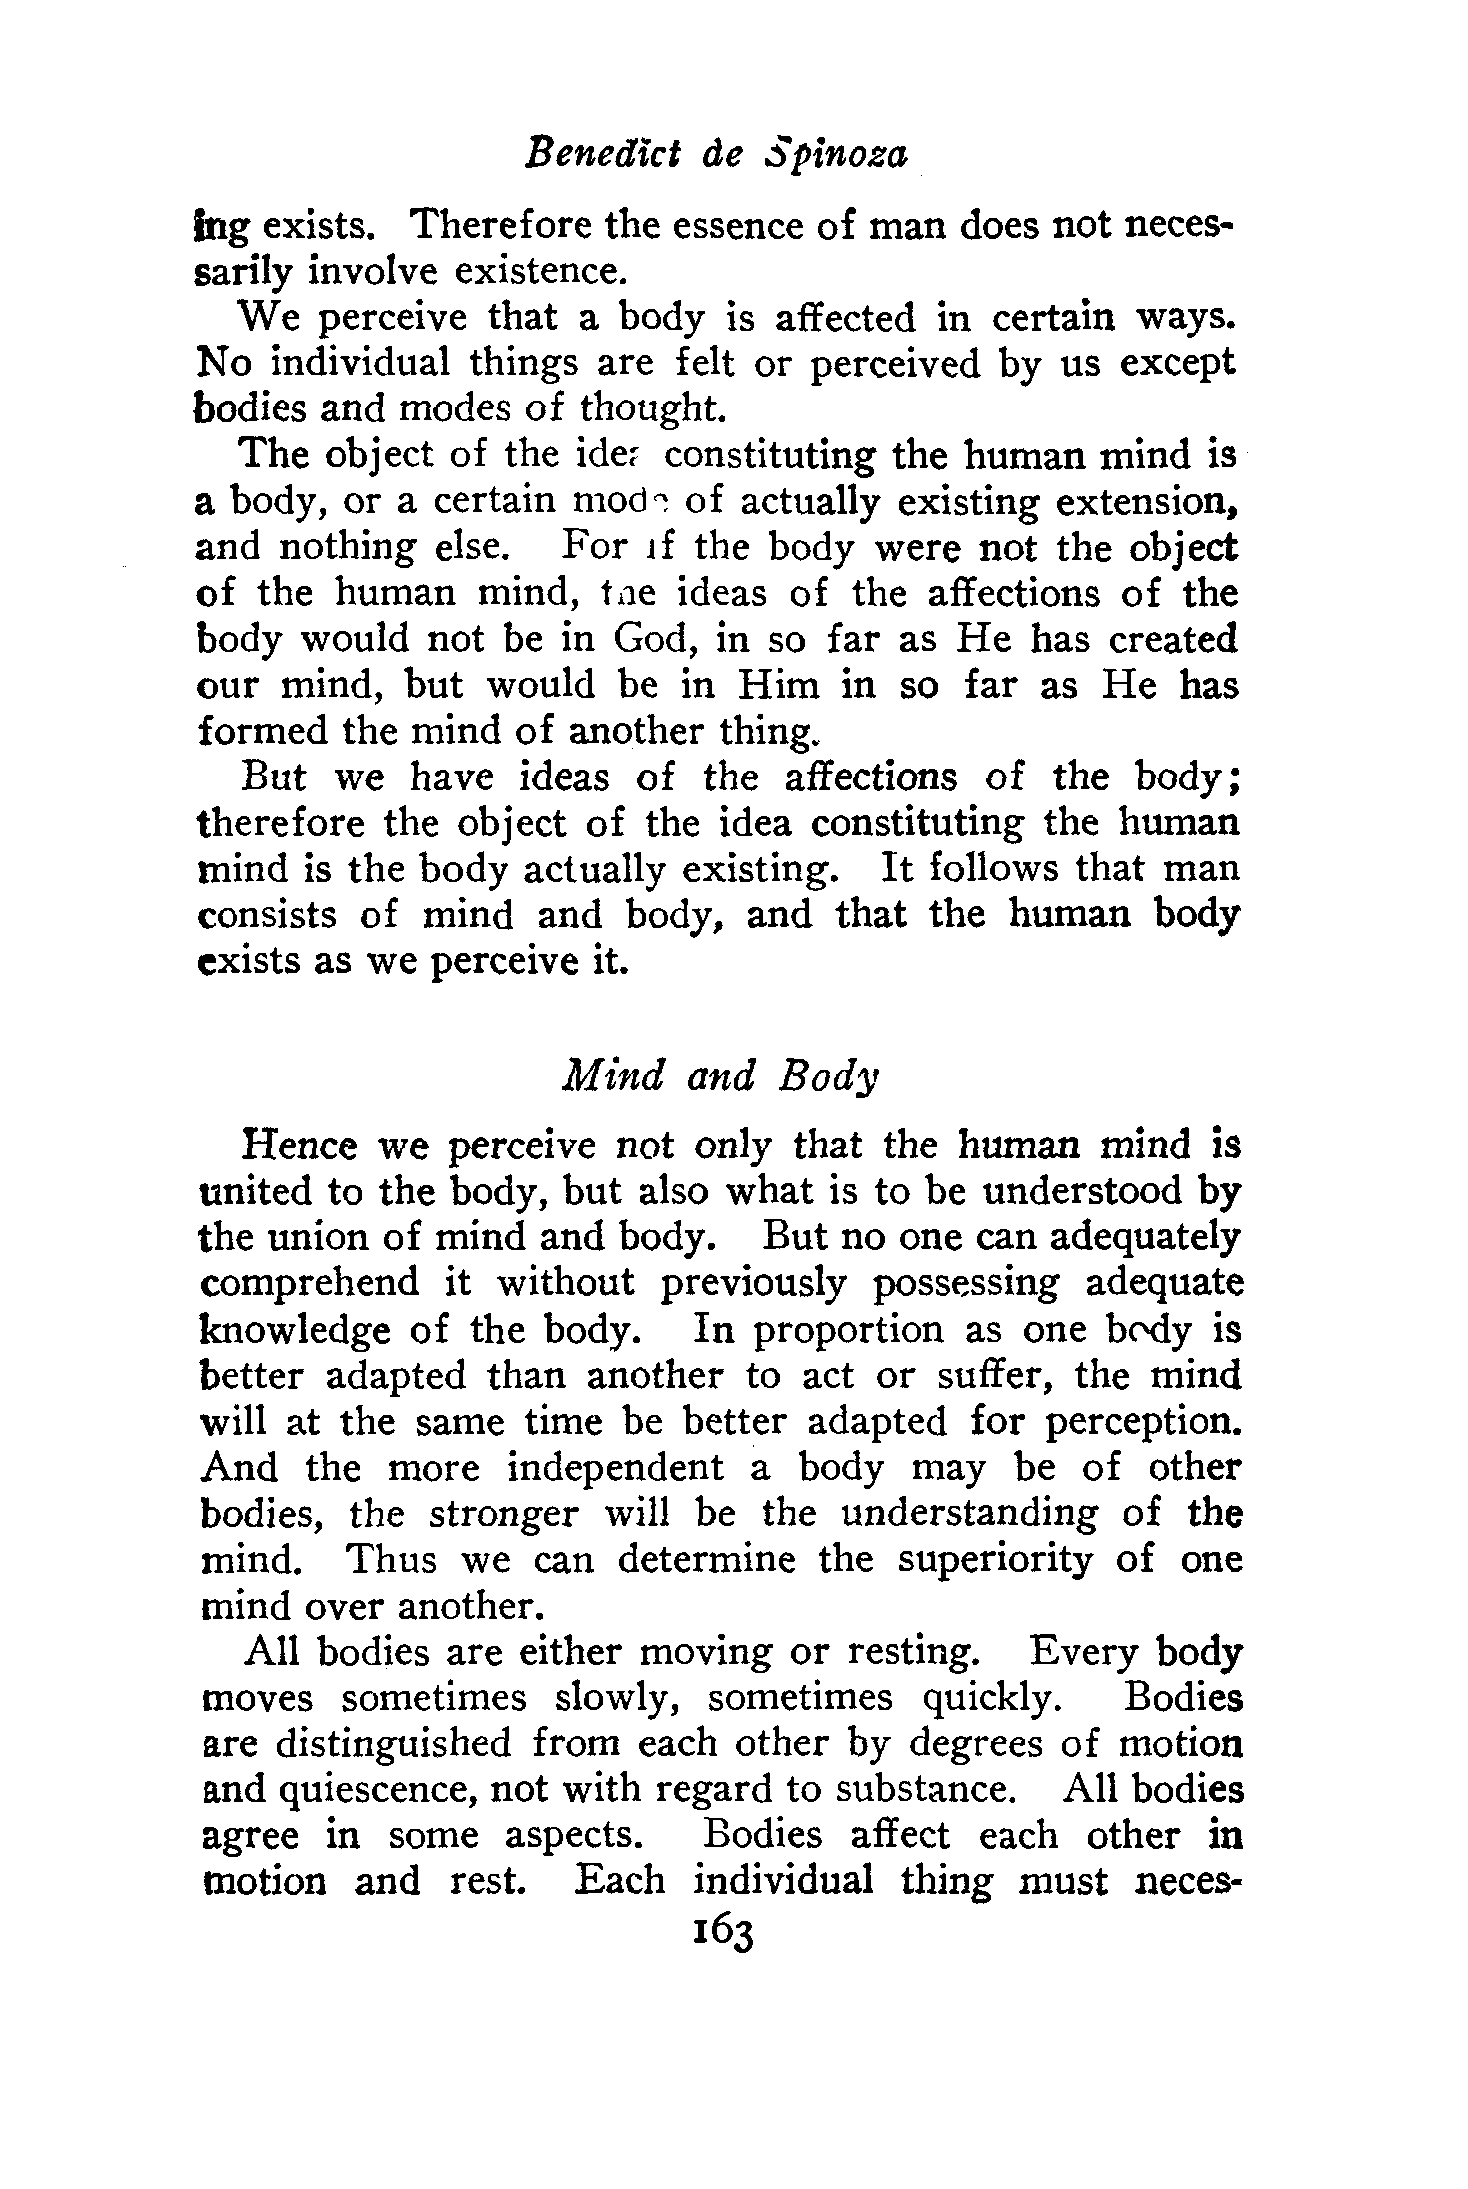 Benedict de Spinoza
ing exists. Therefore the essence of man does not neces-
sarily involve existence.
We perceive that a body is affected in certain ways.
No individual things are felt or perceived by us except
bodies and modes of thought.
The object of the idea constituting the human mind is
a body, or a certain mode of actually existing extension,
and nothing else. For if the body were not the object
of the human mind, the ideas of the affections of the
body would not be in God, in so far as He has created
our mind, but would be in Him in so far as He has
formed the mind of another thing.
But we have ideas of the affections of the body;
therefore the object of the idea constituting the human
mind is the body actually existing. It follows that man
consists of mind and body, and that the human body
exists as we perceive it.
Mind and Body
Hence we perceive not only that the human mind is
united to the body, but also what is to be understood by
the union of mind and body. But no one can adequately
comprehend it without previously possessing adequate
knowledge of the body. In proportion as one body is
better adapted than another to act or suffer, the mind
will at the same time be better adapted for perception.
And the more independent a body may be of other
bodies, the stronger will be the understanding of the
mind. Thus we can determine the superiority of one
mind over another.
All bodies are either moving or resting. Every body
moves sometimes slowly, sometimes quickly. Bodies
are distinguished from each other by degrees of motion
and quiescence, not with regard to substance. All bodies
agree in some aspects. Bodies affect each other in
motion and rest. Each individual thing must neces-
163